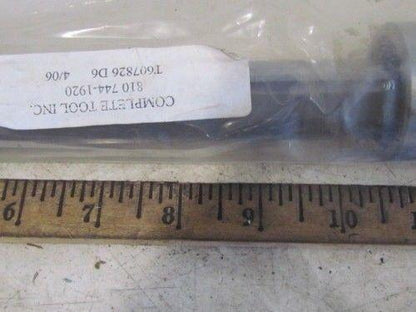 COMPLETE TOOL INC.
810 744-1920
T607826 D6 4/06
6 7 8 9 10